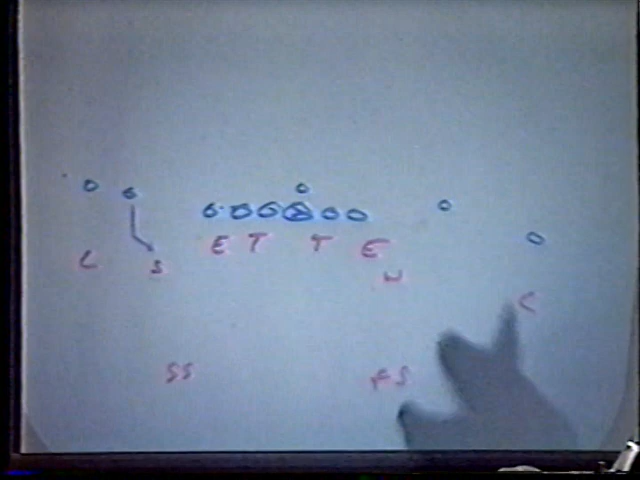 O O O
O O O ⊗ O O O O
E T T E
C S W
C
SS FS